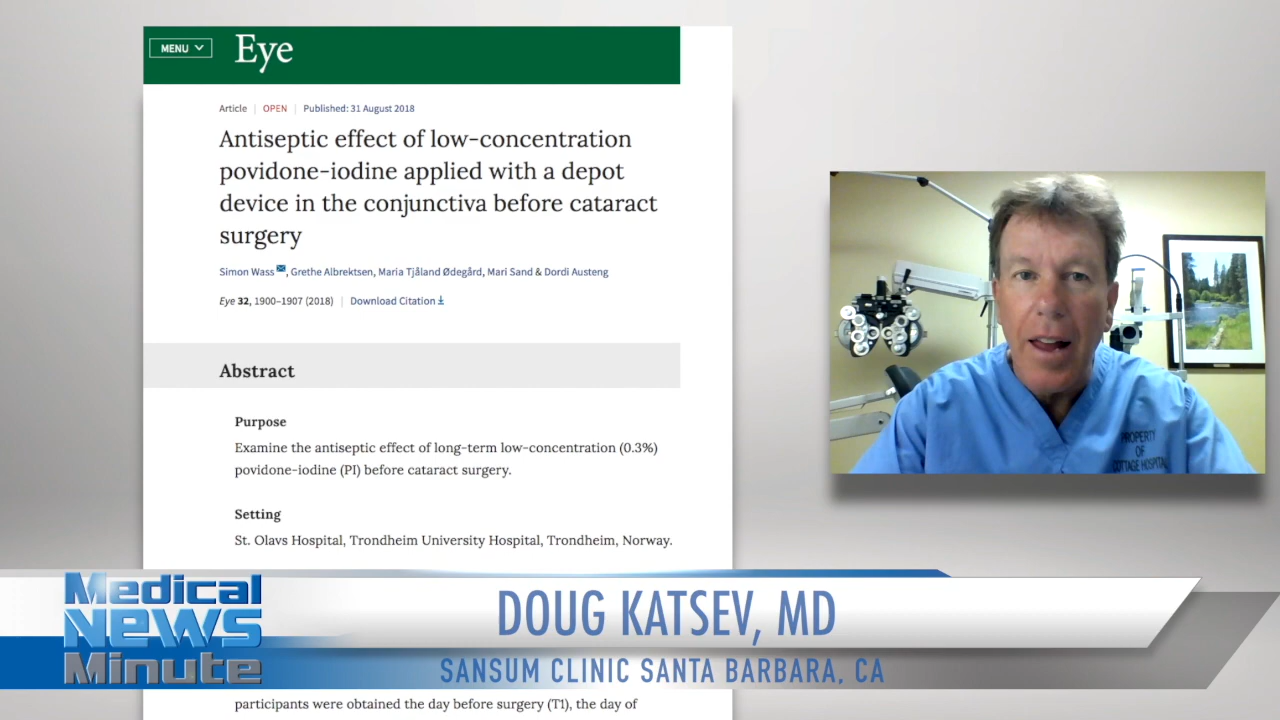 MENU
Eye
Article | OPEN | Published: 31 August 2018
Antiseptic effect of low-concentration
povidone-iodine applied with a depot
device in the conjunctiva before cataract
surgery
Simon Wass, Grethe Albrektsen, Maria Tjåland Ødegård, Mari Sand & Dordi Austeng
Eye 32, 1900–1907 (2018) | Download Citation
Abstract
Purpose
Examine the antiseptic effect of long-term low-concentration (0.3%)
povidone-iodine (PI) before cataract surgery.
Setting
St. Olavs Hospital, Trondheim University Hospital, Trondheim, Norway.
participants were obtained the day before surgery (T1), the day of
PROPERTY
OF
COTTAGE HOSPITAL
Medical
News
Minute
DOUG KATSEV, MD
SANSUM CLINIC SANTA BARBARA, CA